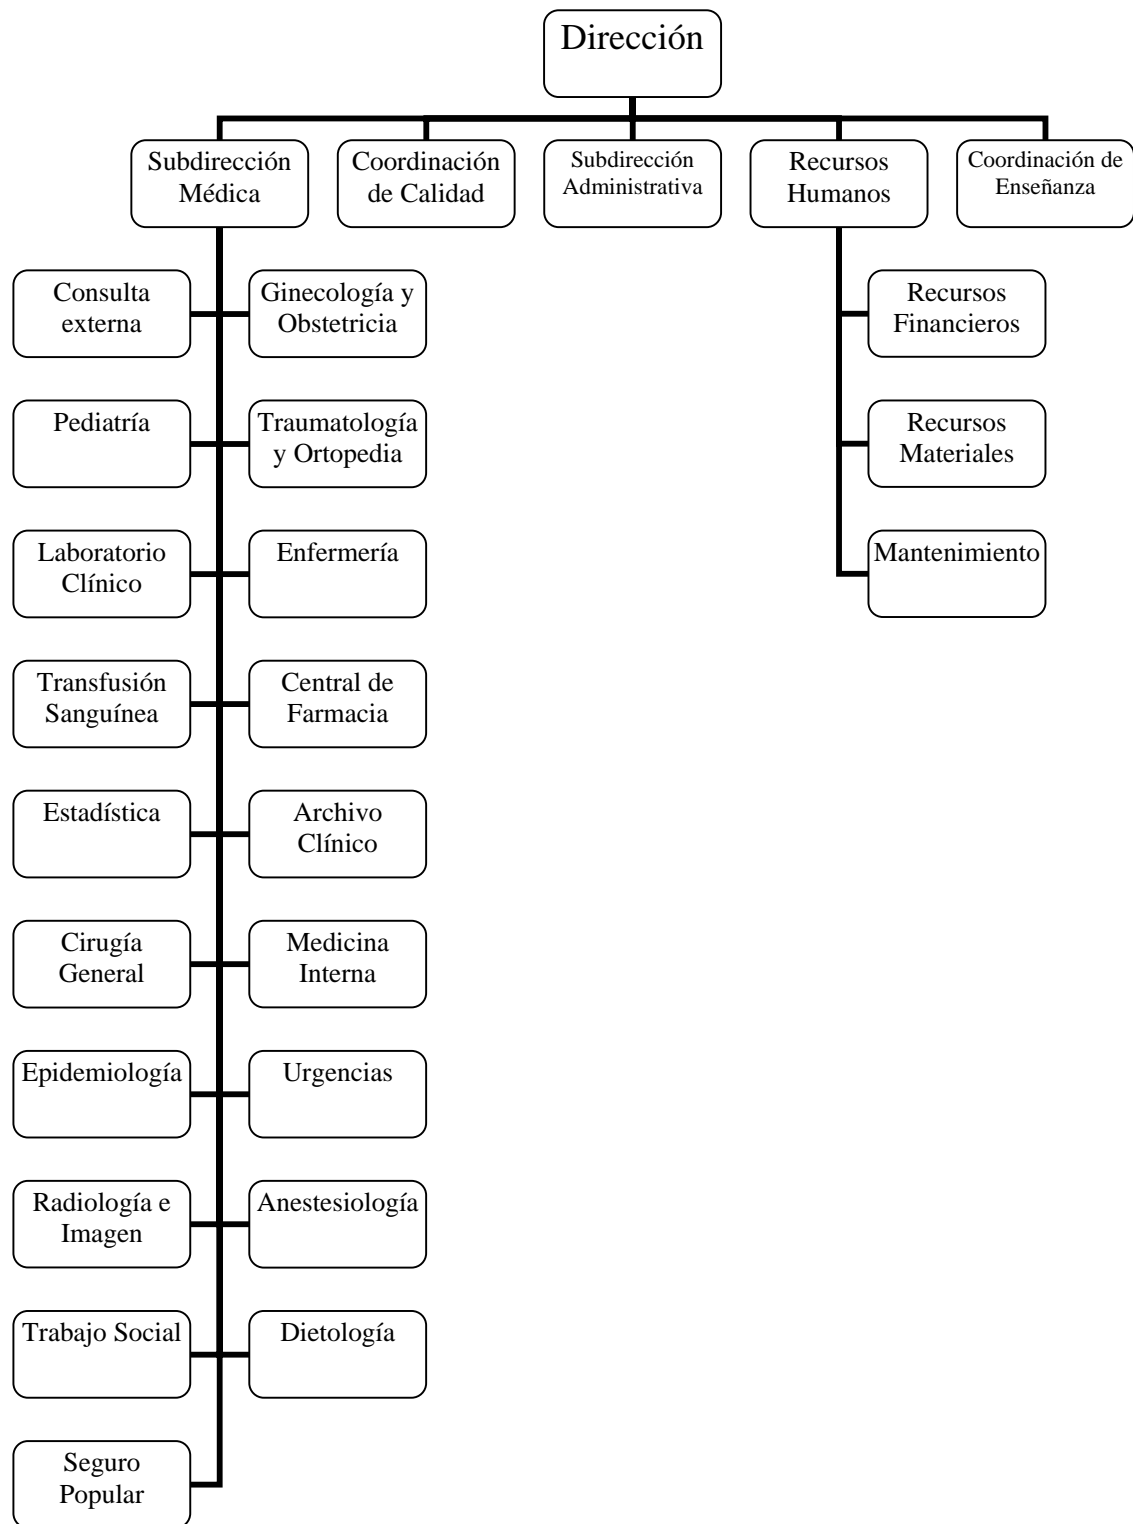 Dirección
Subdirección
Médica
Coordinación
de Calidad
Subdirección
Administrativa
Recursos
Humanos
Coordinación de
Enseñanza
Consulta
externa
Ginecología y
Obstetricia
Recursos
Financieros
Pediatría
Traumatología
y Ortopedia
Recursos
Materiales
Laboratorio
Clínico
Enfermería
Mantenimiento
Transfusión
Sanguínea
Central de
Farmacia
Estadística
Archivo
Clínico
Cirugía
General
Medicina
Interna
Epidemiología
Urgencias
Radiología e
Imagen
Anestesiología
Trabajo Social
Dietología
Seguro
Popular